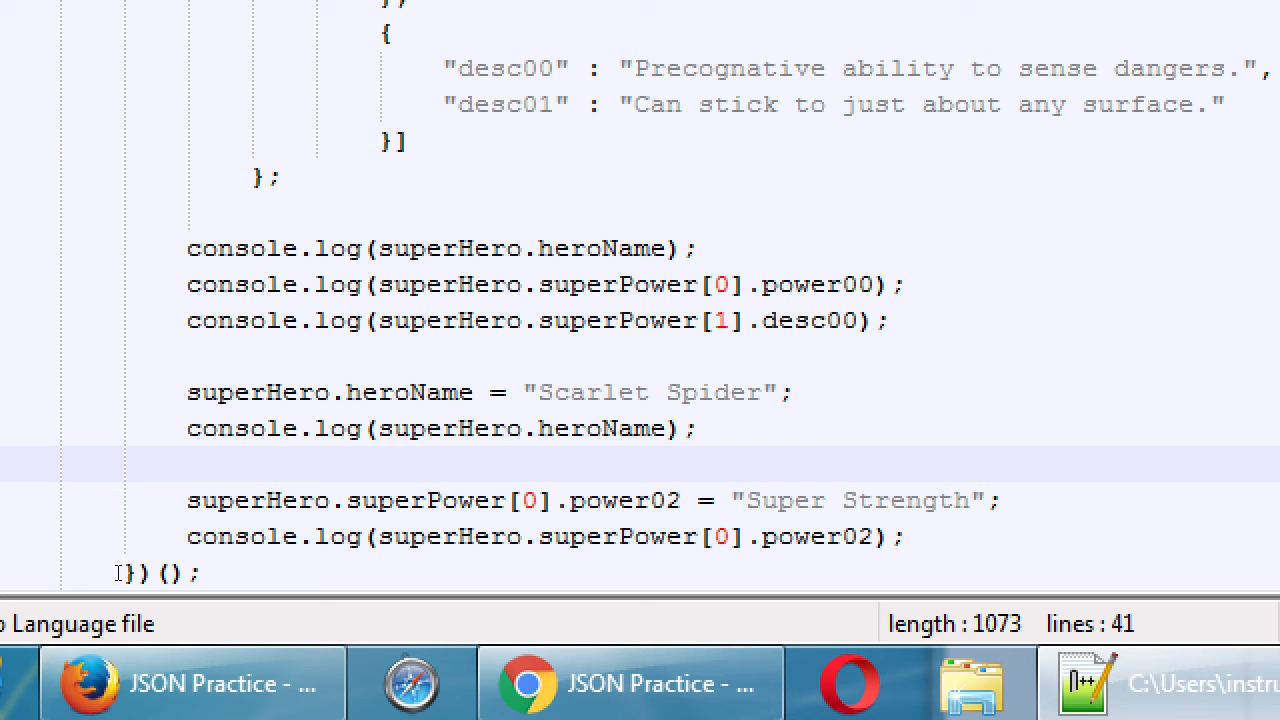 {
"desc00" : "Precognative ability to sense dangers.",
"desc01" : "Can stick to just about any surface."
}]
};
console.log(superHero.heroName);
console.log(superHero.superPower[0].power00);
console.log(superHero.superPower[1].desc00);
superHero.heroName = "Scarlet Spider";
console.log(superHero.heroName);
superHero.superPower[0].power02 = "Super Strength";
console.log(superHero.superPower[0].power02);
})();
Language file length : 1073 lines : 41
JSON Practice - ... JSON Practice - ... C:\Users\instru